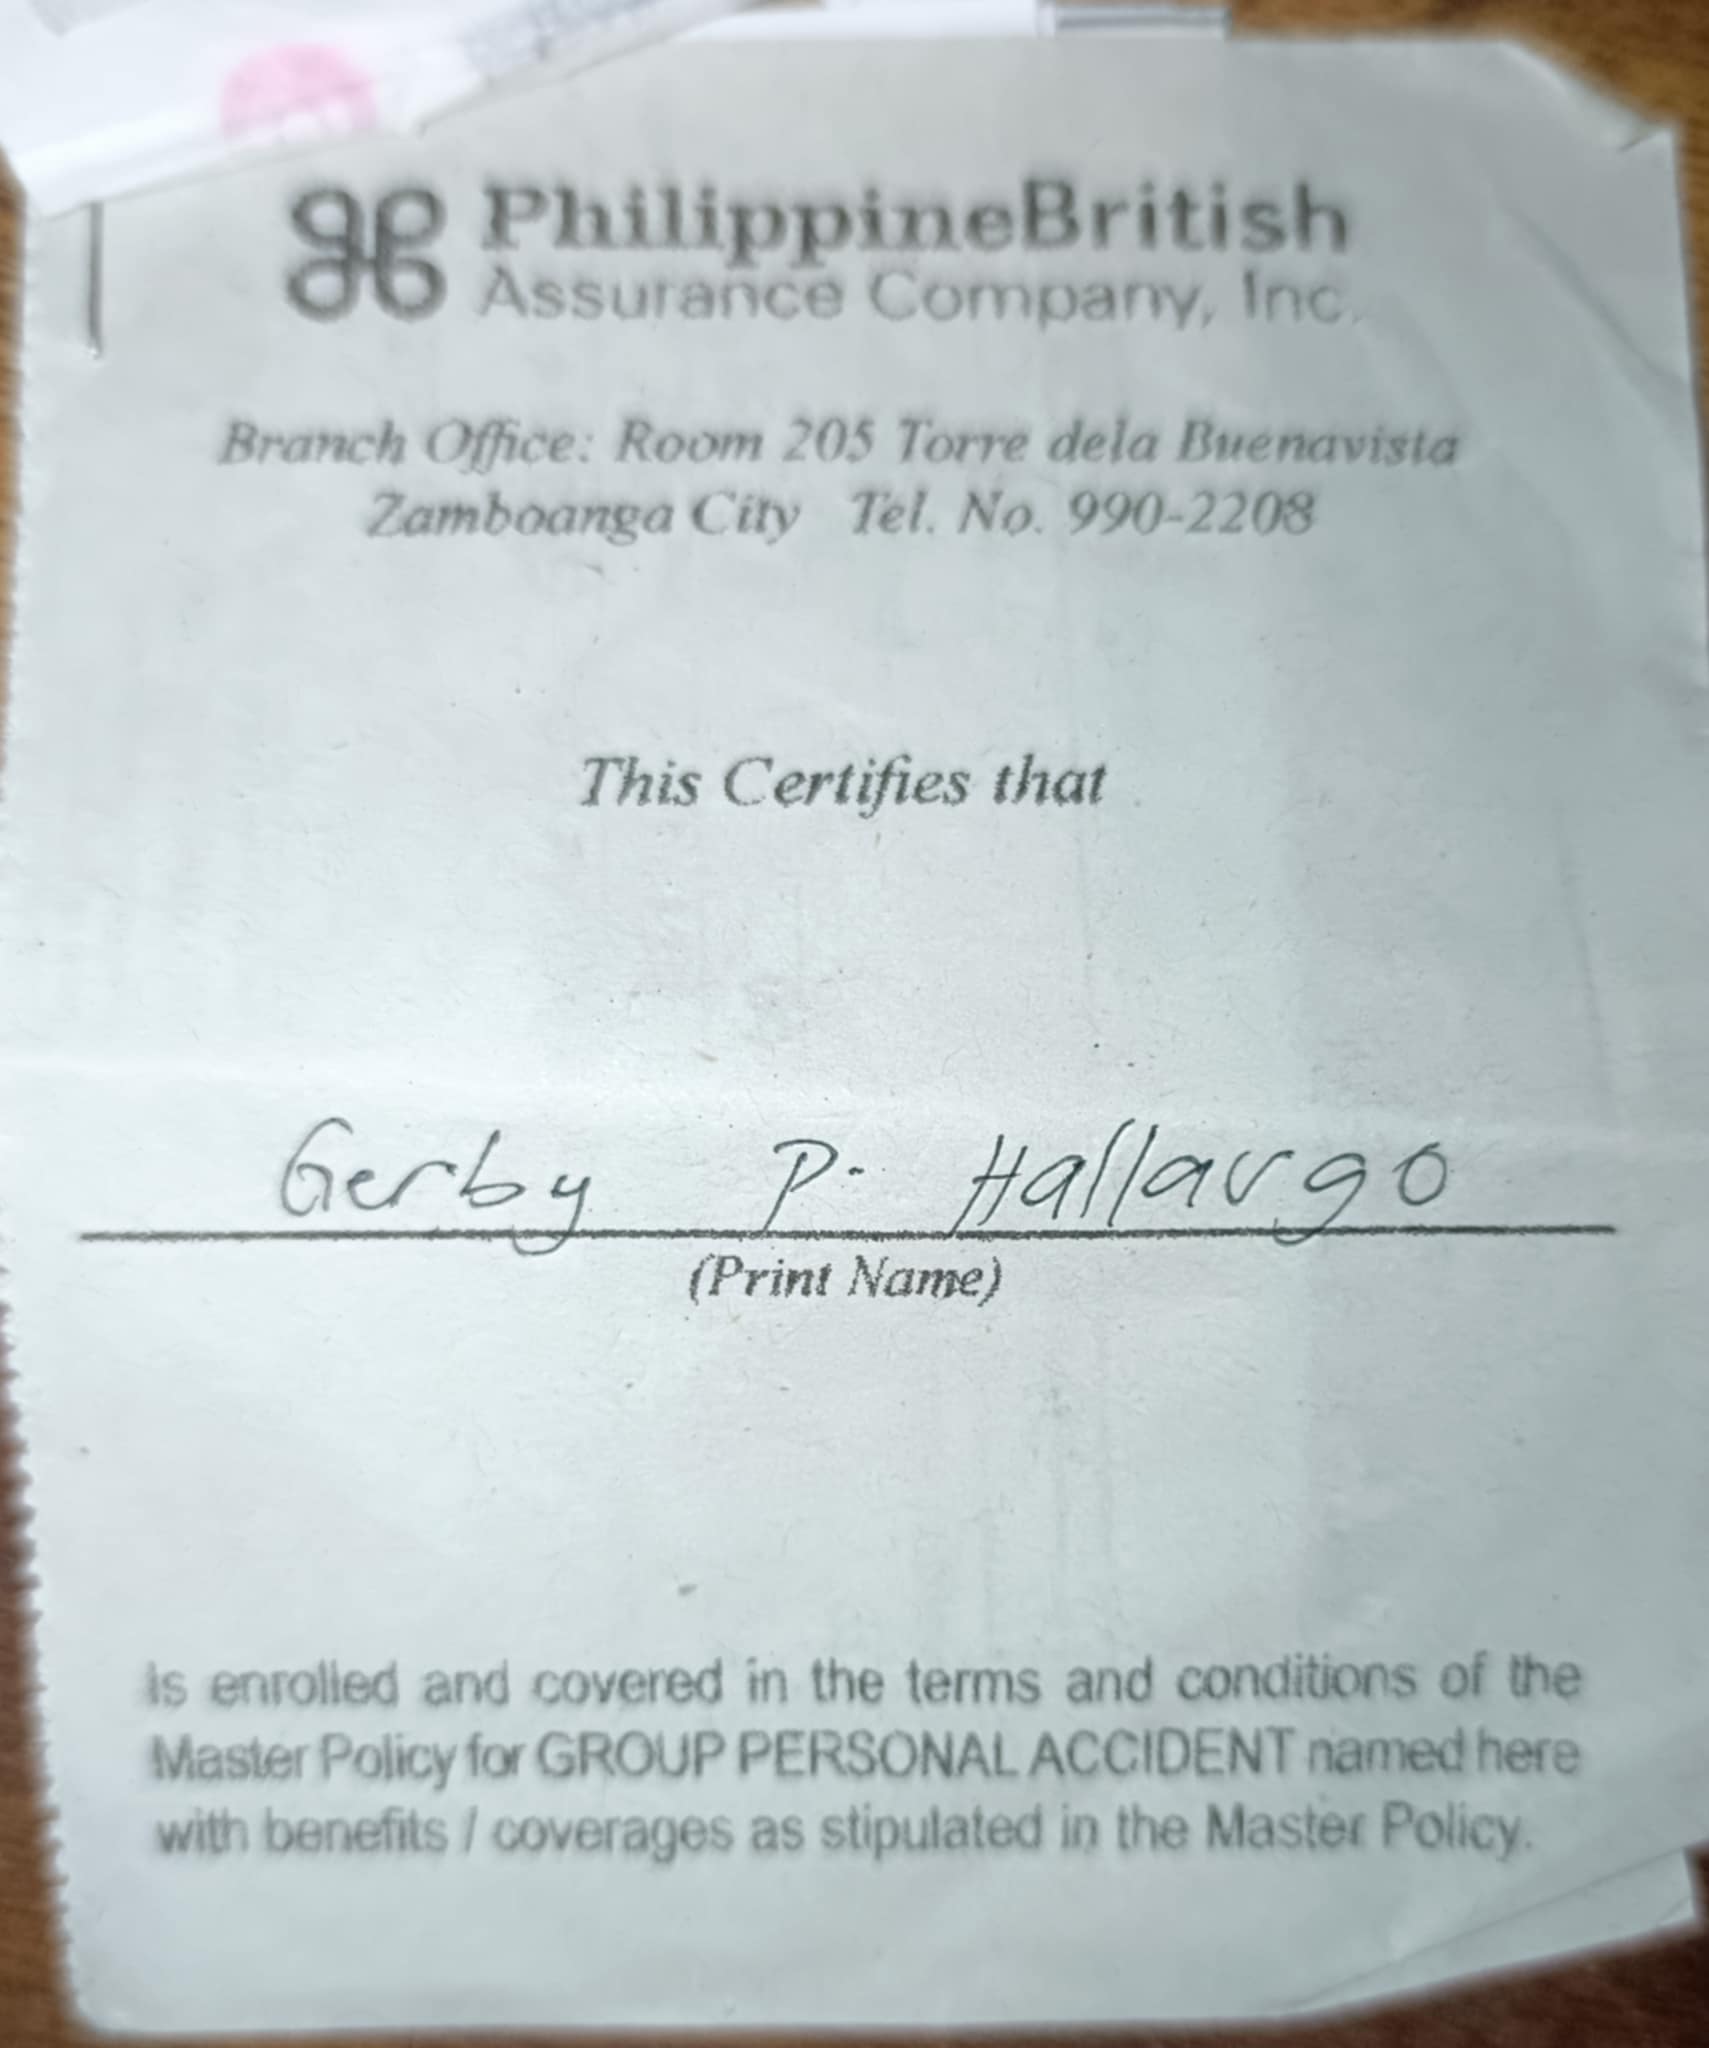 PhilippineBritish
Assurance Company, Inc.
Branch Office: Room 205 Torre dela Buenavista
Zamboanga City Tel. No. 990-2208
This Certifies that
Gerby P. Hallargo
(Print Name)
Is enrolled and covered in the terms and conditions of the
Master Policy for GROUP PERSONAL ACCIDENT named here
with benefits / coverages as stipulated in the Master Policy.